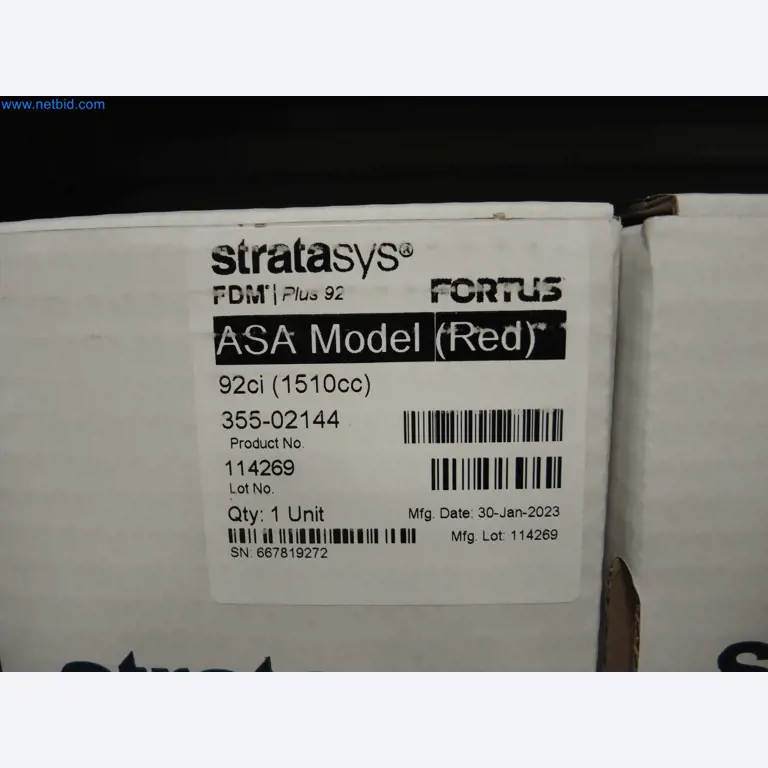 www.netbid.com
stratasys®
FDM® | Plus 92 FORTUS
ASA Model (Red)
92ci (1510cc)
355-02144
Product No.
114269
Lot No.
Qty: 1 Unit Mfg. Date: 30-Jan-2023
Mfg. Lot: 114269
SN: 667819272